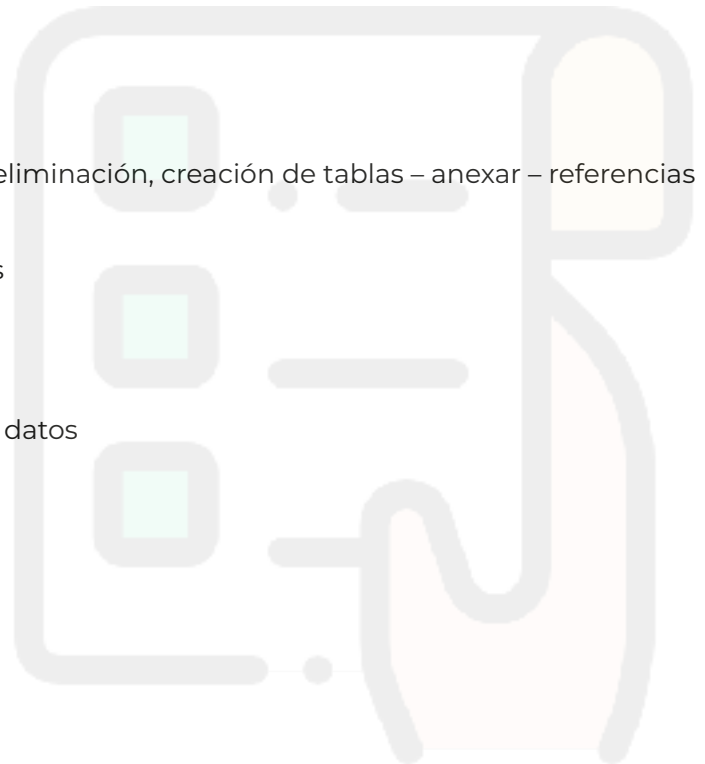 eliminación, creación de tablas – anexar – referencias
s
datos